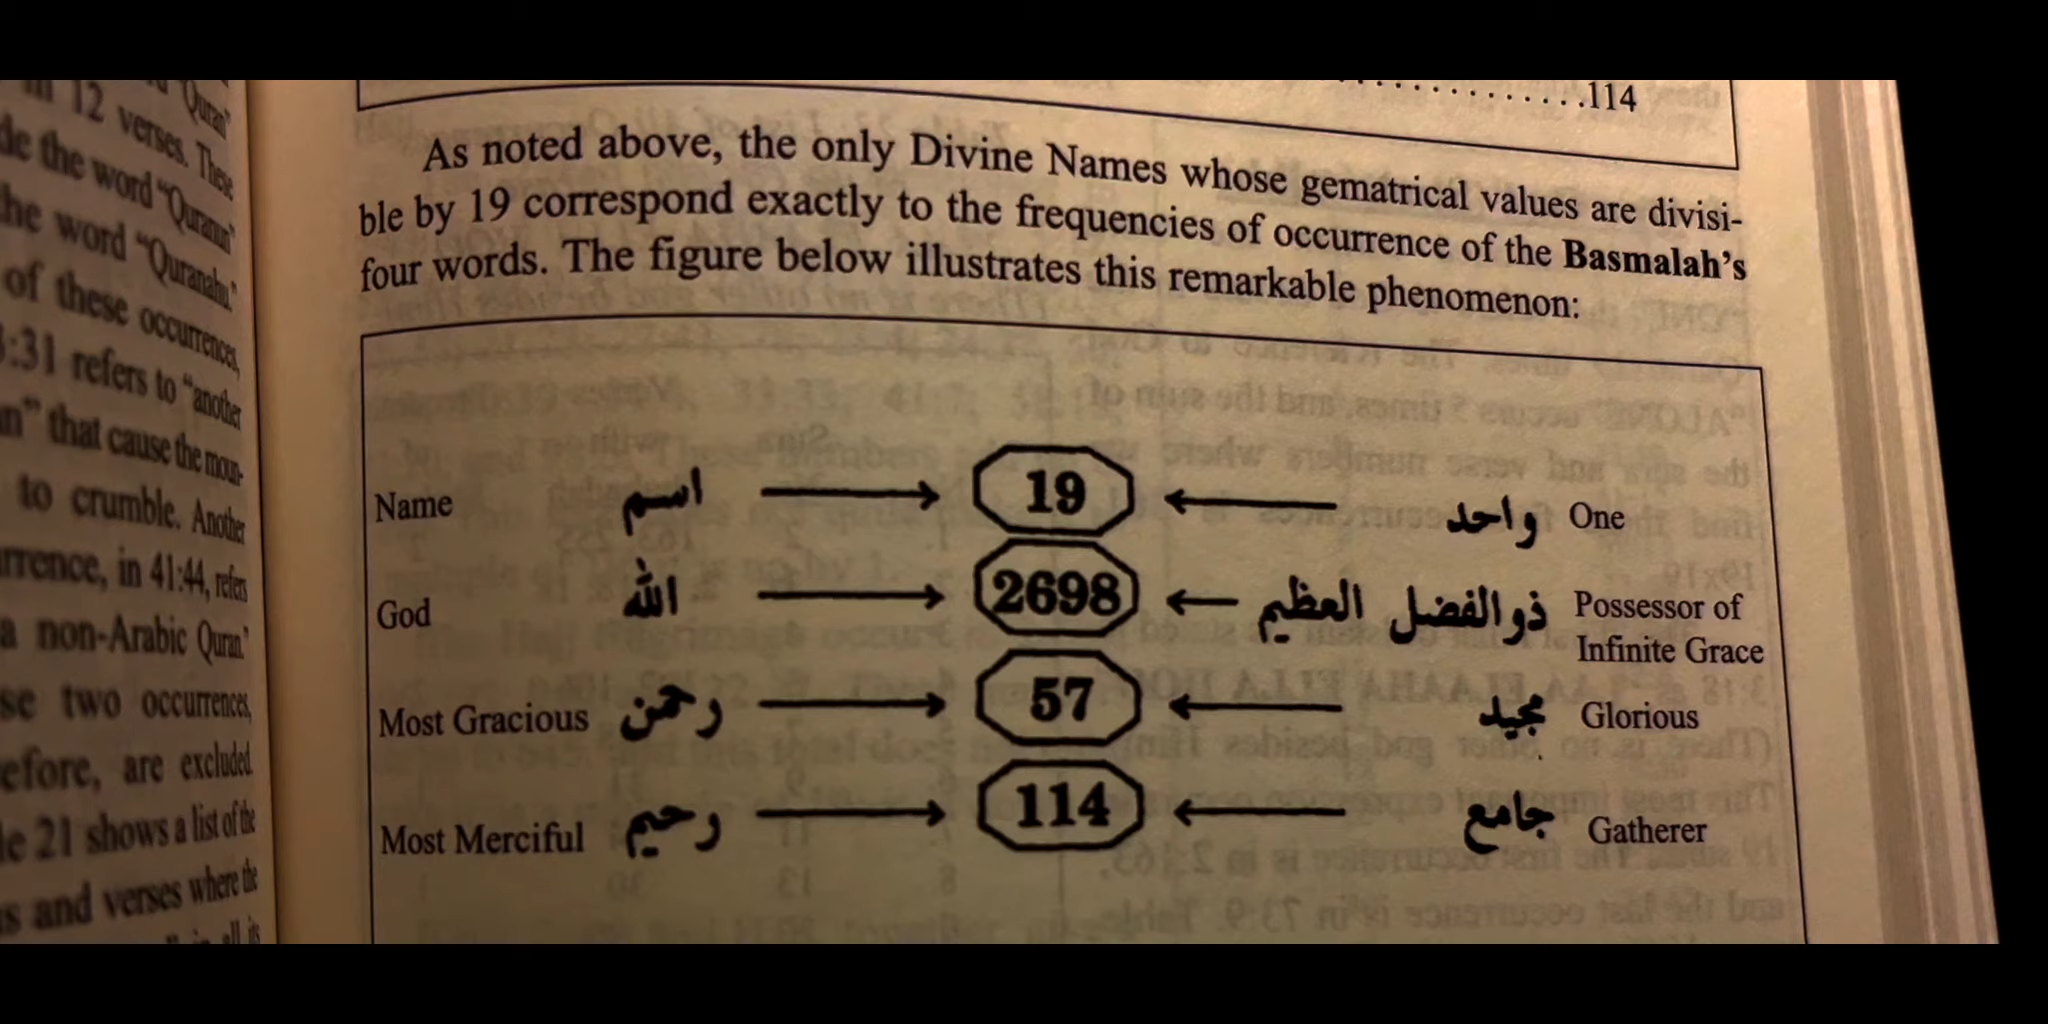 Quran"
12 verses. These
the word "Quranun"
the word "Quranahu."
of these occurrences,
:31 refers to "another
that cause the moun-
to crumble. Another
in 41:44, refers
a non-Arabic Quran."
two occurrences,
are excluded.
21 shows a list of the
and verses where the
..............114
As noted above, the only Divine Names whose gematrical values are divisi-
ble by 19 correspond exactly to the frequencies of occurrence of the Basmalah's
four words. The figure below illustrates this remarkable phenomenon:
Name اسم → 19 ← واحد One
God الله → 2698 ← ذوالفضل العظيم Possessor of
Infinite Grace
Most Gracious رحمن → 57 ← مجيد Glorious
Most Merciful رحيم → 114 ← جامع Gatherer